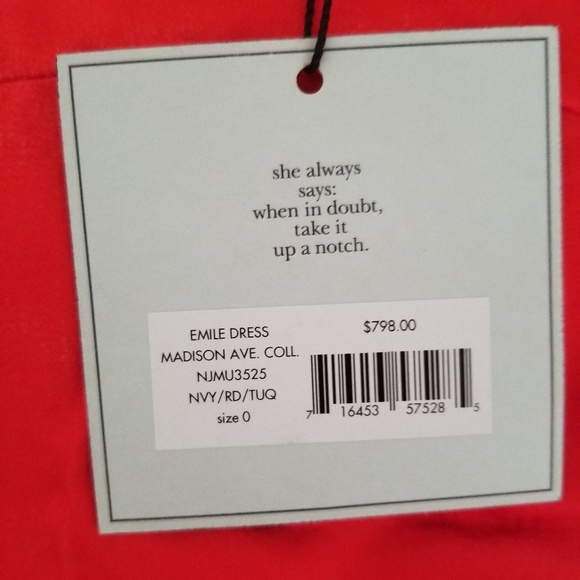 she always
says:
when in doubt,
take it
up a notch.
EMILE DRESS
MADISON AVE. COLL.
NJMU3525
NVY/RD/TUQ
size 0
$798.00
7 16453 57528 5